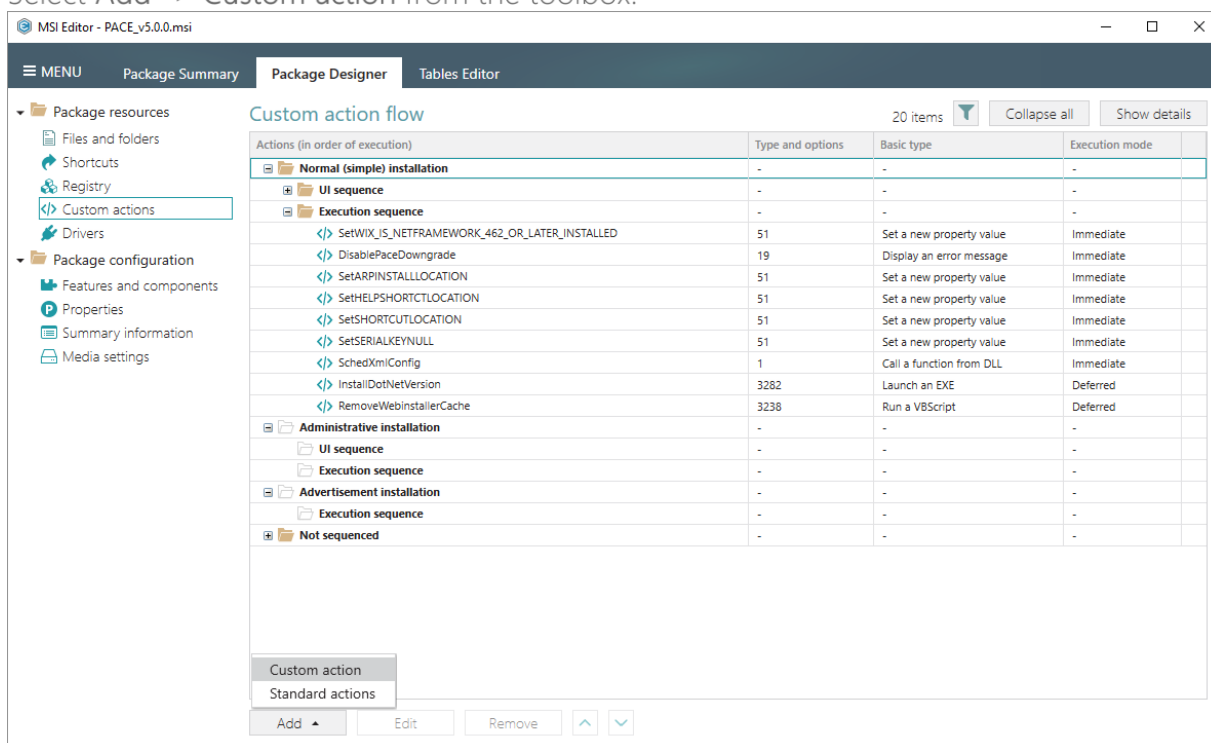 Select Add -> Custom action from the toolbox.
MSI Editor - PACE_v5.0.0.msi
MENU Package Summary Package Designer Tables Editor
Package resources
Files and folders
Shortcuts
Registry
Custom actions
Drivers
Package configuration
Features and components
Properties
Summary information
Media settings
Custom action flow 20 items Collapse all Show details
Actions (in order of execution) Type and options Basic type Execution mode
Normal (simple) installation - - -
UI sequence - - -
Execution sequence - - -
SetWIX_IS_NETFRAMEWORK_462_OR_LATER_INSTALLED 51 Set a new property value Immediate
DisablePaceDowngrade 19 Display an error message Immediate
SetARPINSTALLLOCATION 51 Set a new property value Immediate
SetHELPSHORTCTLOCATION 51 Set a new property value Immediate
SetSHORTCUTLOCATION 51 Set a new property value Immediate
SetSERIALKEYNULL 51 Set a new property value Immediate
SchedXmlConfig 1 Call a function from DLL Immediate
InstallDotNetVersion 3282 Launch an EXE Deferred
RemoveWebinstallerCache 3238 Run a VBScript Deferred
Administrative installation - - -
UI sequence - - -
Execution sequence - - -
Advertisement installation - - -
Execution sequence - - -
Not sequenced - - -
Custom action
Standard actions
Add Edit Remove